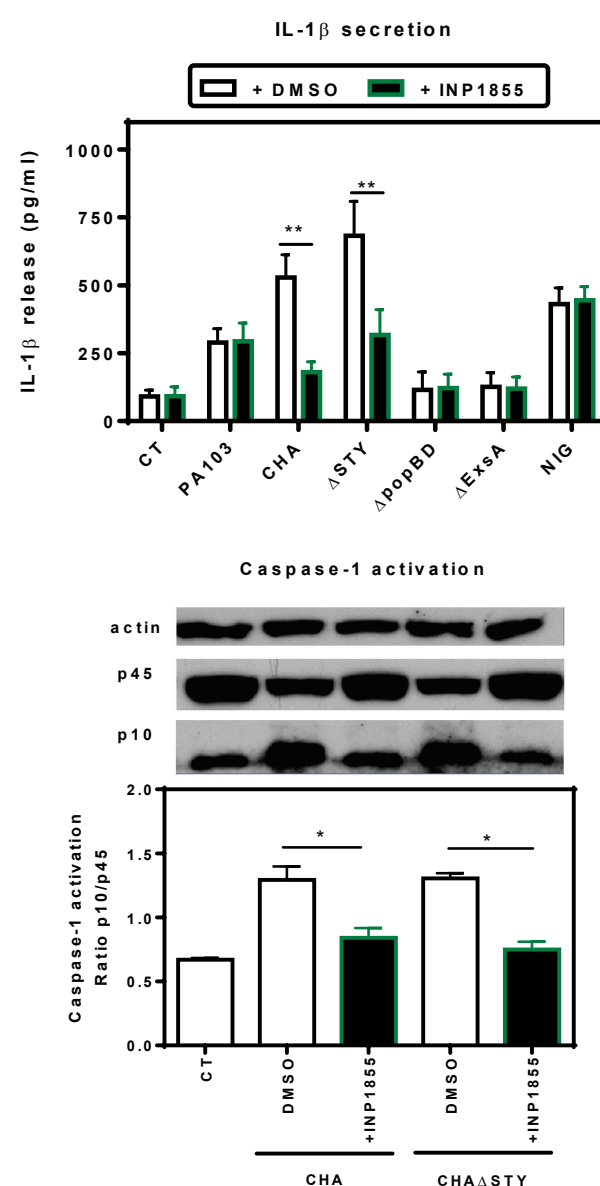 IL-1β secretion
+ DMSO + INP1855
IL-1β release (pg/ml)
1000
750
500
250
0
** **
CT PA103 CHA ΔSTY ΔpopBD ΔExsA NIG
Caspase-1 activation
actin
p45
p10
Caspase-1 activation
Ratio p10/p45
2.0
1.5
1.0
0.5
0.0
* *
CT DMSO +INP1855 DMSO +INP1855
CHA CHAΔSTY